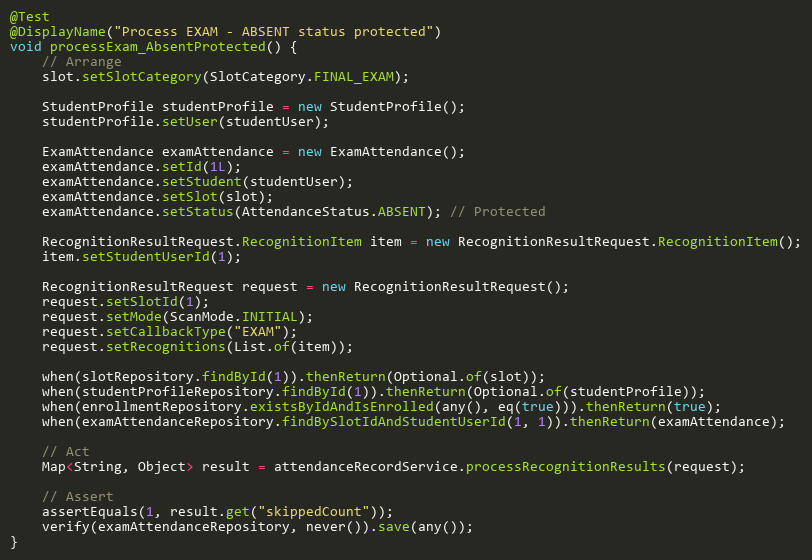 @Test
@DisplayName("Process EXAM - ABSENT status protected")
void processExam_AbsentProtected() {
    // Arrange
    slot.setSlotCategory(SlotCategory.FINAL_EXAM);

    StudentProfile studentProfile = new StudentProfile();
    studentProfile.setUser(studentUser);

    ExamAttendance examAttendance = new ExamAttendance();
    examAttendance.setId(1L);
    examAttendance.setStudent(studentUser);
    examAttendance.setSlot(slot);
    examAttendance.setStatus(AttendanceStatus.ABSENT); // Protected

    RecognitionResultRequest.RecognitionItem item = new RecognitionResultRequest.RecognitionItem();
    item.setStudentUserId(1);

    RecognitionResultRequest request = new RecognitionResultRequest();
    request.setSlotId(1);
    request.setMode(ScanMode.INITIAL);
    request.setCallbackType("EXAM");
    request.setRecognitions(List.of(item));

    when(slotRepository.findById(1)).thenReturn(Optional.of(slot));
    when(studentProfileRepository.findById(1)).thenReturn(Optional.of(studentProfile));
    when(enrollmentRepository.existsByIdAndIsEnrolled(any(), eq(true))).thenReturn(true);
    when(examAttendanceRepository.findBySlotIdAndStudentUserId(1, 1)).thenReturn(examAttendance);

    // Act
    Map<String, Object> result = attendanceRecordService.processRecognitionResults(request);

    // Assert
    assertEquals(1, result.get("skippedCount"));
    verify(examAttendanceRepository, never()).save(any());
}